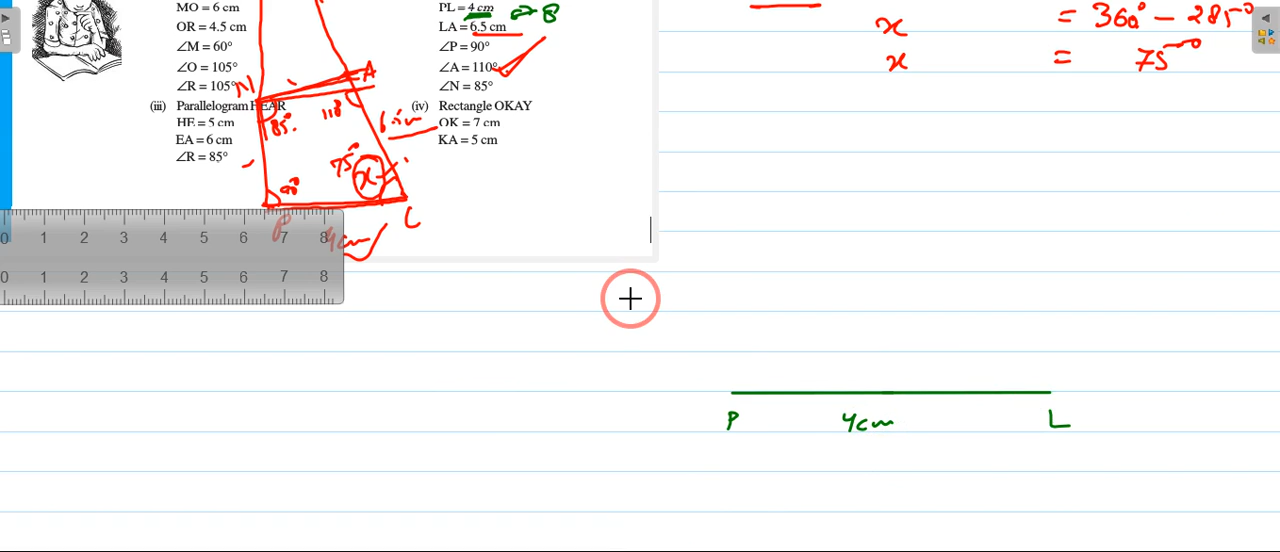 MO = 6 cm
OR = 4.5 cm
∠M = 60°
∠O = 105°
∠R = 105°
(iii) Parallelogram HEAR
HE = 5 cm
EA = 6 cm
∠R = 85°
PL = 4 cm ⇒ 8
LA = 6.5 cm
∠P = 90°
∠A = 110°
∠N = 85°
(iv) Rectangle OKAY
OK = 7 cm
KA = 5 cm
N A
85° 110 6.5 cm
75°
x
90°
P L
4cm
0 1 2 3 4 5 6 7 8
0 1 2 3 4 5 6 7 8
x = 360° - 285°
x = 75°
P 4cm L